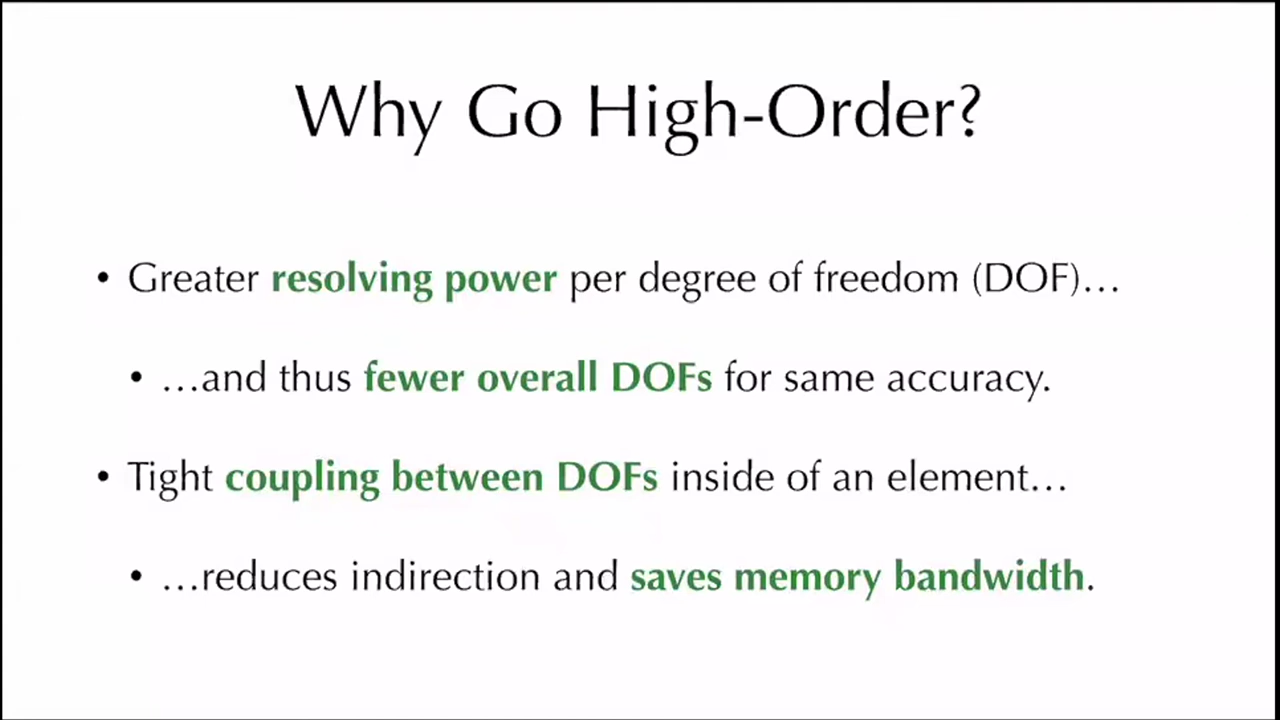 Why Go High-Order?
• Greater resolving power per degree of freedom (DOF)…
• …and thus fewer overall DOFs for same accuracy.
• Tight coupling between DOFs inside of an element…
• …reduces indirection and saves memory bandwidth.